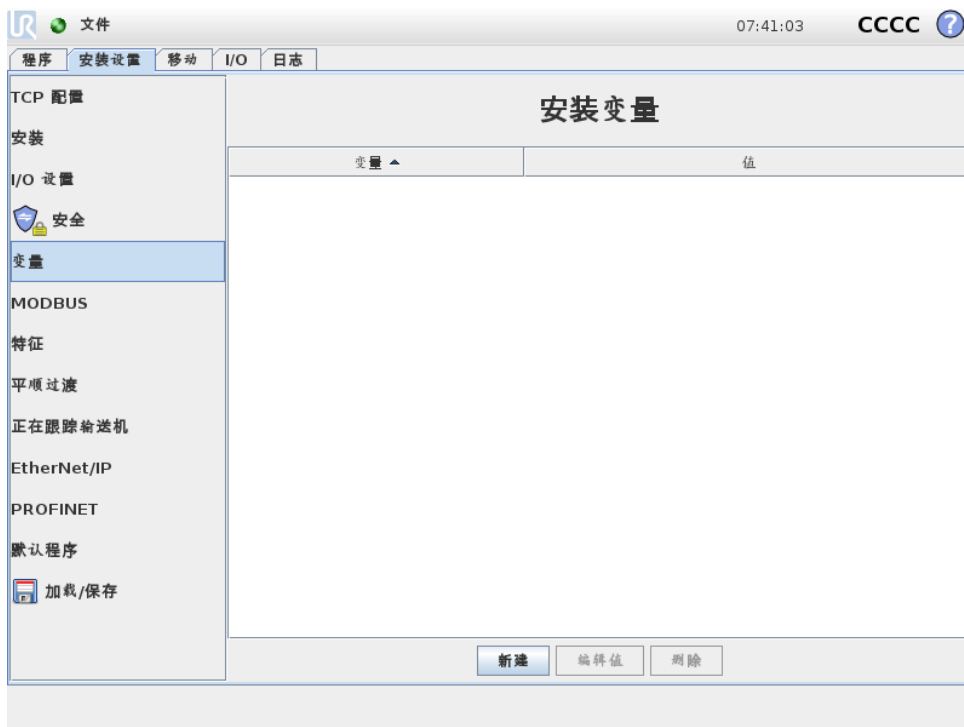 UR 文件 07:41:03 CCCC ?
程序 安装设置 移动 I/O 日志
TCP 配置
安装
I/O 设置
安全
变量
MODBUS
特征
平顺过渡
正在跟踪输送机
EtherNet/IP
PROFINET
默认程序
加载/保存
安装变量
变量 值
新建 编辑值 删除